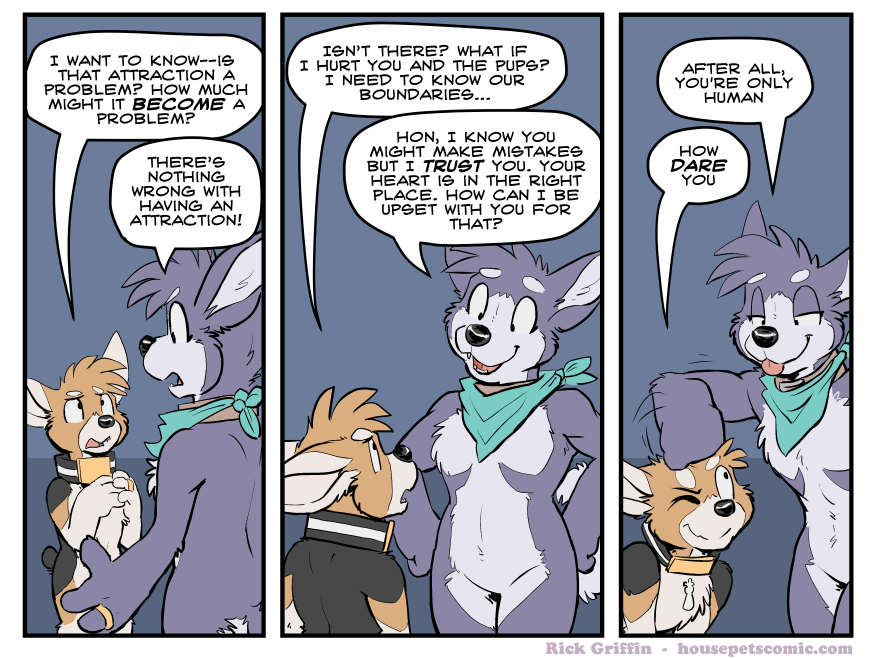 I WANT TO KNOW--IS
THAT ATTRACTION A
PROBLEM? HOW MUCH
MIGHT IT BECOME A
PROBLEM?
THERE'S
NOTHING
WRONG WITH
HAVING AN
ATTRACTION!
ISN'T THERE? WHAT IF
I HURT YOU AND THE PUPS?
I NEED TO KNOW OUR
BOUNDARIES...
HON, I KNOW YOU
MIGHT MAKE MISTAKES
BUT I TRUST YOU. YOUR
HEART IS IN THE RIGHT
PLACE. HOW CAN I BE
UPSET WITH YOU FOR
THAT?
AFTER ALL,
YOU'RE ONLY
HUMAN
HOW
DARE
YOU
Rick Griffin - housepetscomic.com